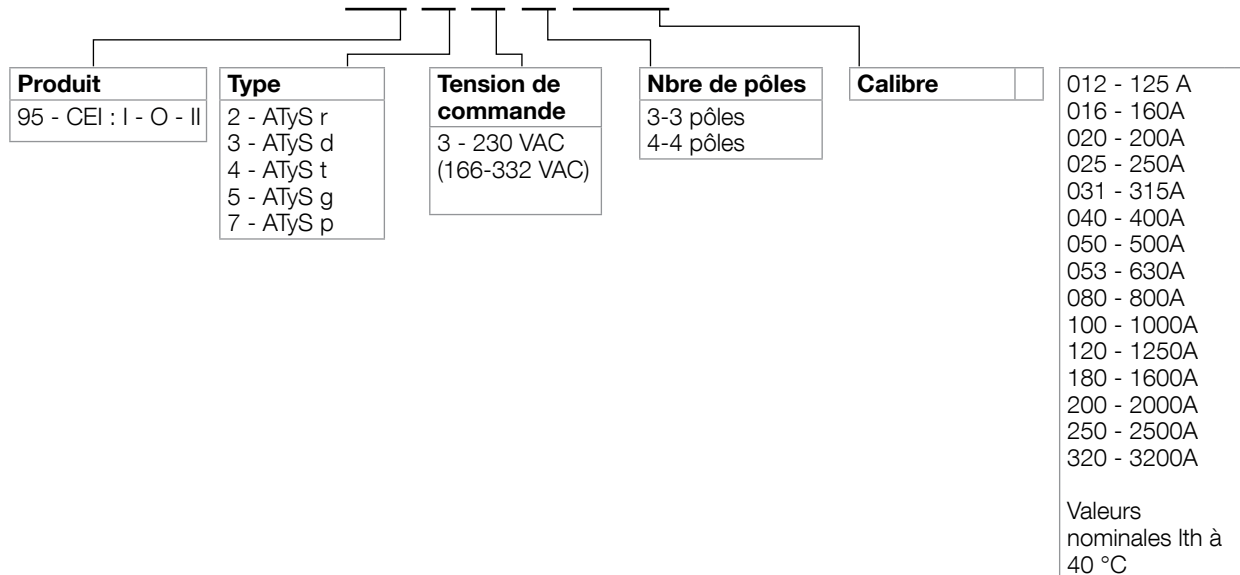 Produit
95 - CEI : I - O - II
Type
2 - ATyS r
3 - ATyS d
4 - ATyS t
5 - ATyS g
7 - ATyS p
Tension de
commande
3 - 230 VAC
(166-332 VAC)
Nbre de pôles
3-3 pôles
4-4 pôles
Calibre
012 - 125 A
016 - 160A
020 - 200A
025 - 250A
031 - 315A
040 - 400A
050 - 500A
053 - 630A
080 - 800A
100 - 1000A
120 - 1250A
180 - 1600A
200 - 2000A
250 - 2500A
320 - 3200A
Valeurs
nominales Ith à
40 °C